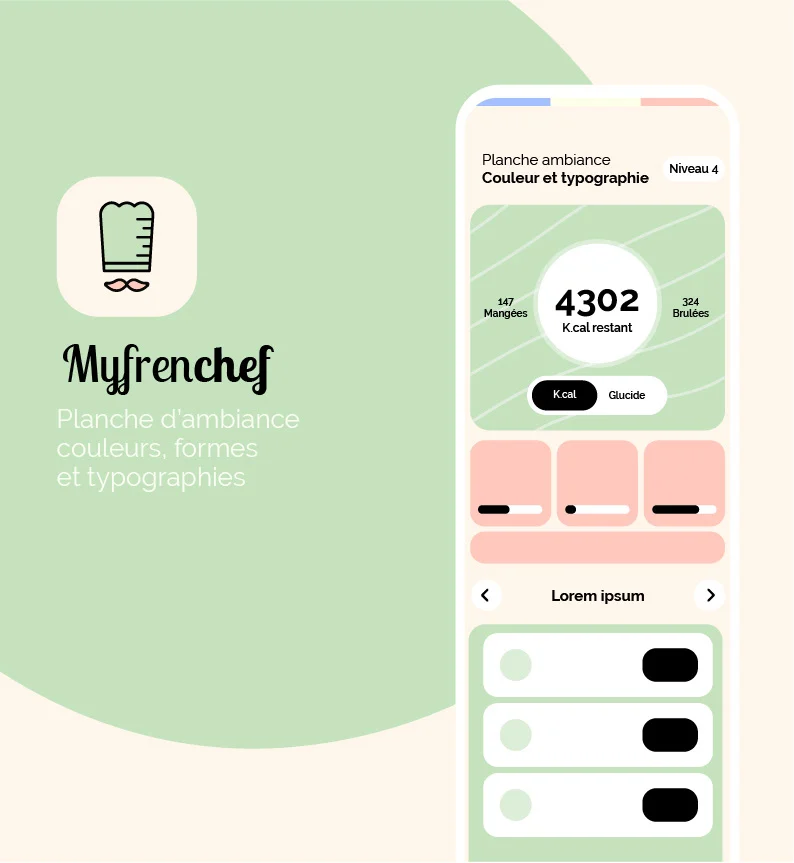 Myfrenchef
Planche d'ambiance
couleurs, formes
et typographies
Planche ambiance
Couleur et typographie
Niveau 4
147
Mangées
4302
K.cal restant
324
Brulées
K.cal
Glucide
Lorem ipsum